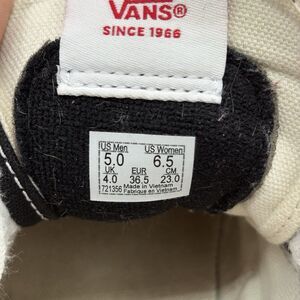 VANS®
SINCE 1966
US Men US Women
5.0 6.5
UK EUR CM
4.0 36.5 23.0
721356 Made in Vietnam
Fabriqué en Vietnam